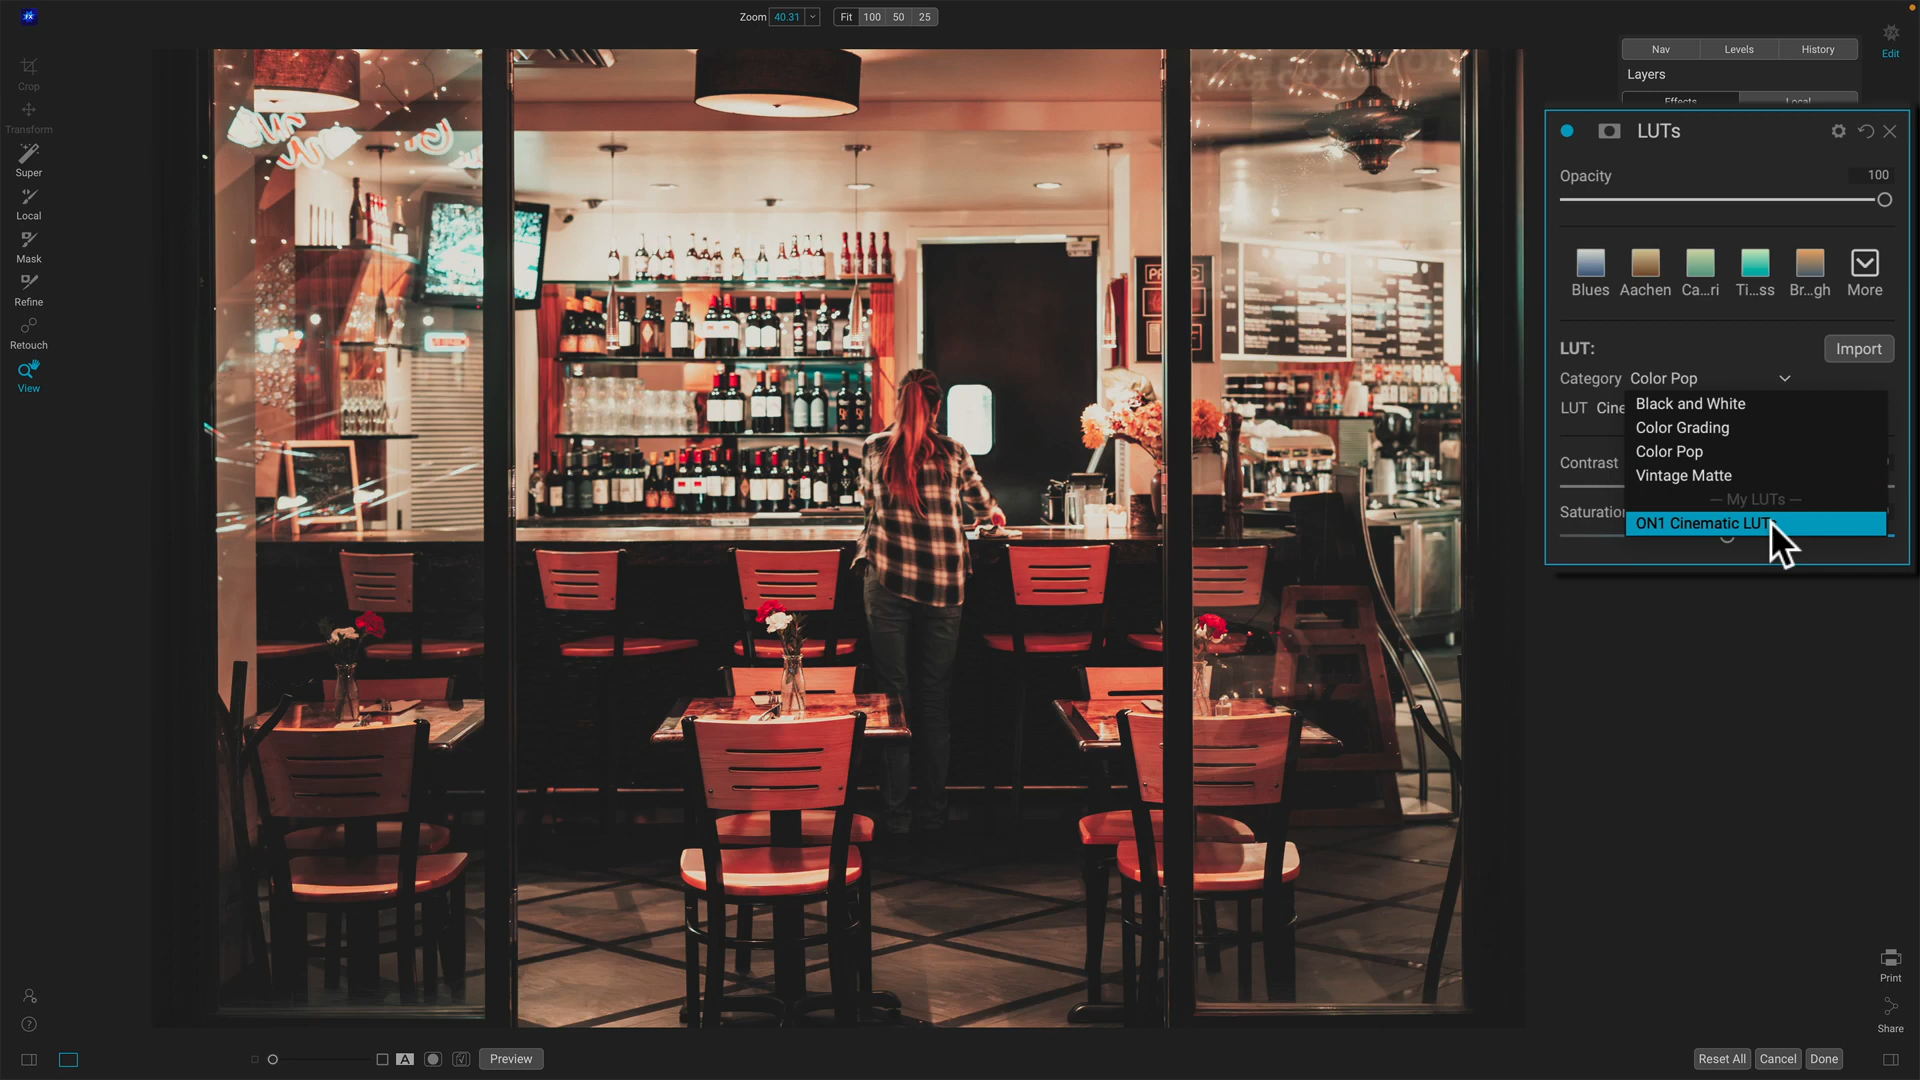 Zoom 40.31 Fit 100 50 25
Edit
Nav Levels History
Layers
Effects Local
Crop
Transform
Super
Local
Mask
Refine
Retouch
View
LUTs
Opacity 100
Blues Aachen Ca...ri Ti...ss Br...gh More
LUT: Import
Category Color Pop
LUT Cine
Black and White
Color Grading
Color Pop
Vintage Matte
— My LUTs —
Contrast
Saturation
ON1 Cinematic LUT
Print
Share
A Preview
Reset All Cancel Done